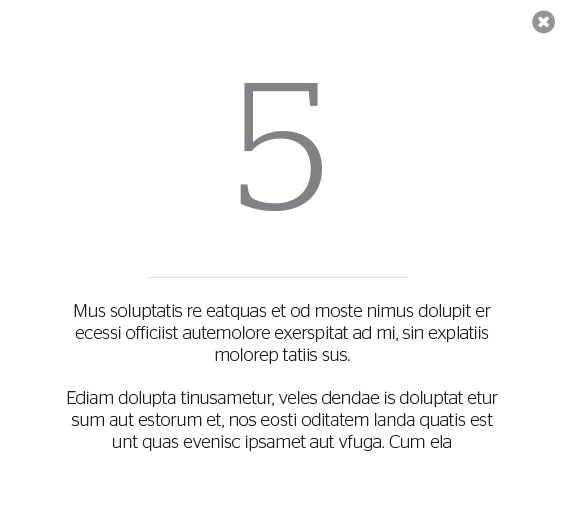 5
Mus soluptatis re eatquas et od moste nimus dolupit er
ecessi officiist autemolore exerspitat ad mi, sin explatiis
molorep tatiis sus.
Ediam dolupta tinusametur, veles dendae is doluptat etur
sum aut estorum et, nos eosti oditatem landa quatis est
unt quas evenisc ipsamet aut vfuga. Cum ela